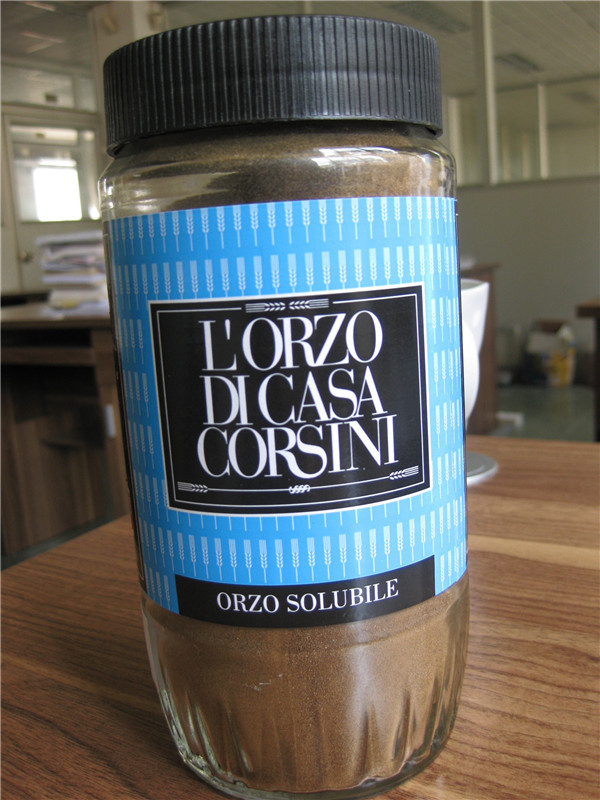 L'ORZO
DI CASA
CORSINI
ORZO SOLUBILE